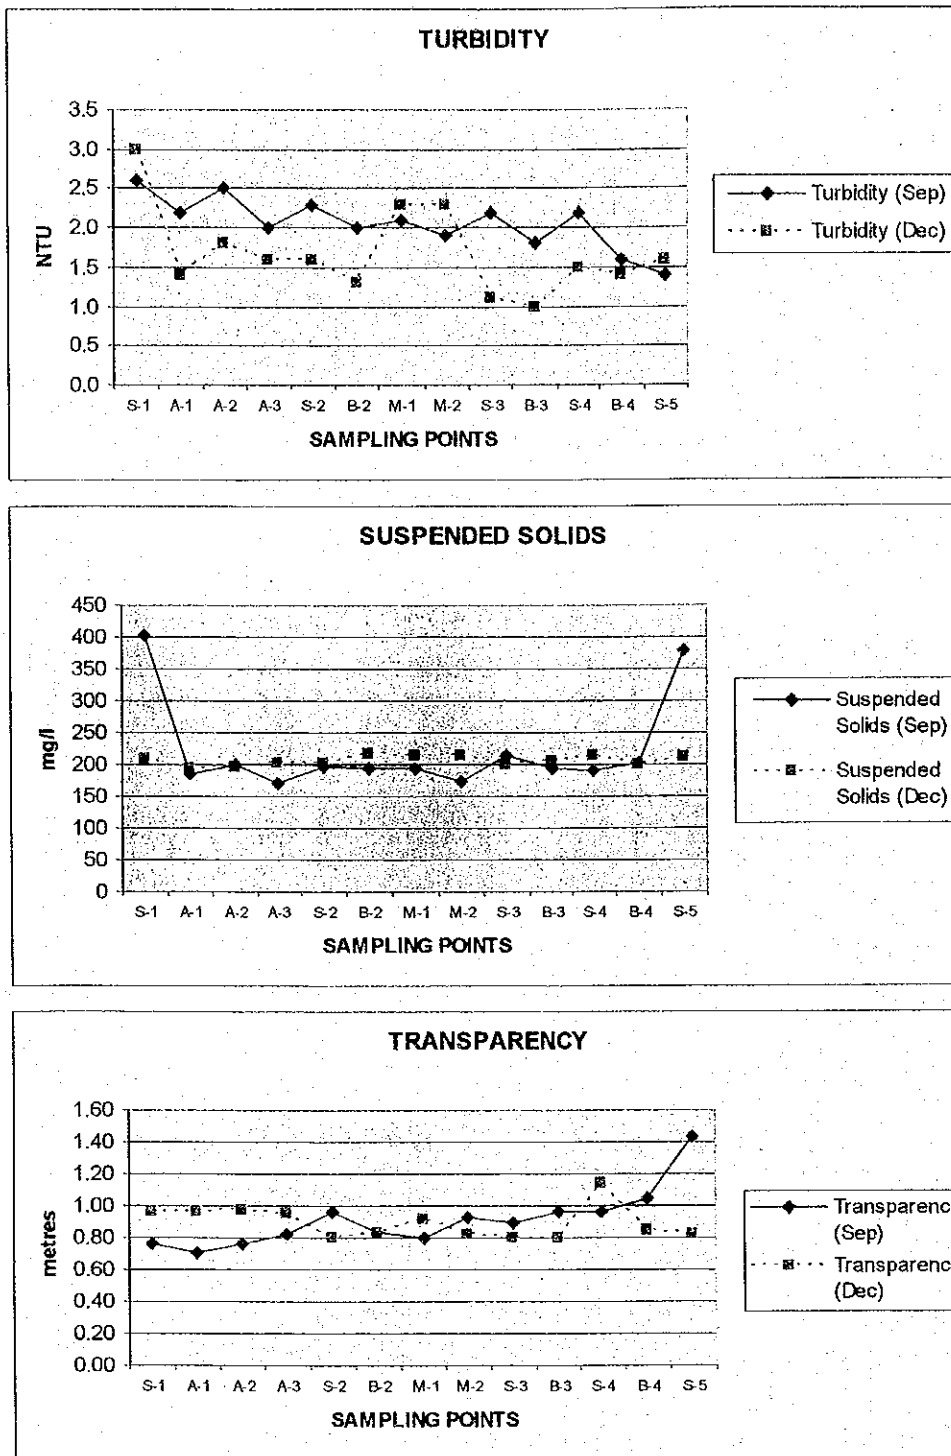 TURBIDITY
3.5
3.0
2.5
2.0
1.5
1.0
0.5
0.0
NTU
S-1 A-1 A-2 A-3 S-2 B-2 M-1 M-2 S-3 B-3 S-4 B-4 S-5
SAMPLING POINTS
Turbidity (Sep)
Turbidity (Dec)
SUSPENDED SOLIDS
450
400
350
300
250
200
150
100
50
0
mg/l
S-1 A-1 A-2 A-3 S-2 B-2 M-1 M-2 S-3 B-3 S-4 B-4 S-5
SAMPLING POINTS
Suspended
Solids (Sep)
Suspended
Solids (Dec)
TRANSPARENCY
1.60
1.40
1.20
1.00
0.80
0.60
0.40
0.20
0.00
metres
S-1 A-1 A-2 A-3 S-2 B-2 M-1 M-2 S-3 B-3 S-4 B-4 S-5
SAMPLING POINTS
Transparenc
(Sep)
Transparenc
(Dec)